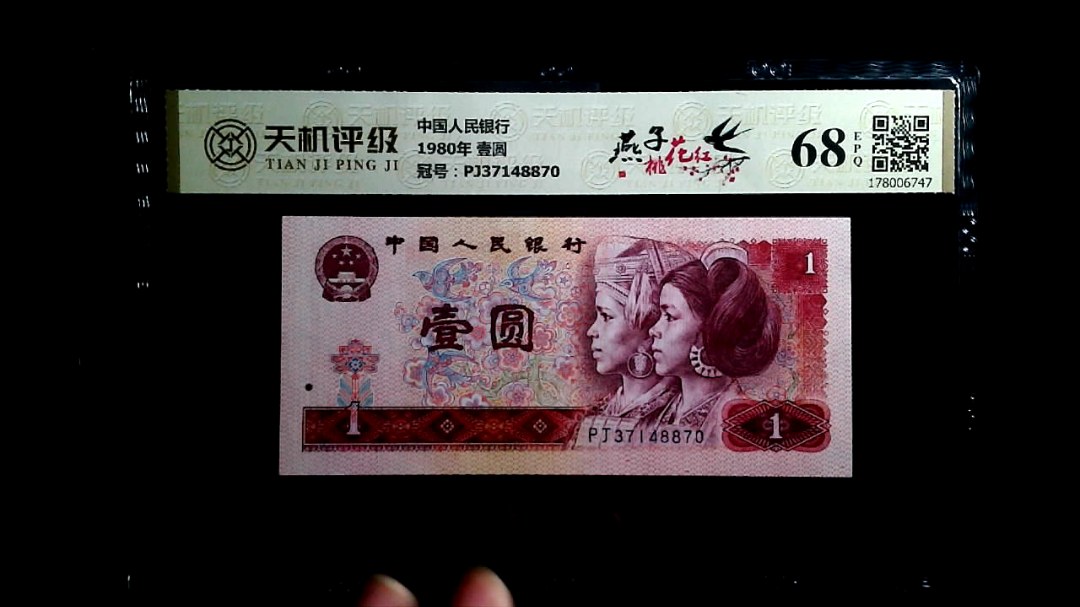 天机评级
TIAN JI PING JI
中国人民银行
1980年 壹圆
冠号：PJ37148870
燕子
桃花红
68
EPQ
178006747
中国人民银行
1
壹圆
1
PJ37148870
1